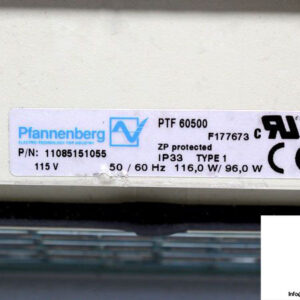 Pfannenberg
ELECTRO-TECHNOLOGY FOR INDUSTRY
PTF 60500
F177673
P/N: 11085151055
ZP protected
IP33 TYPE 1
115 V
50 / 60 Hz 116,0 W/ 96,0 W